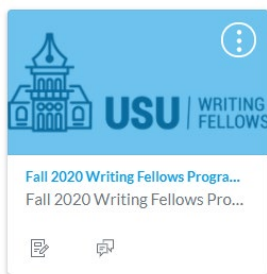 USU | WRITING
FELLOWS
Fall 2020 Writing Fellows Progra...
Fall 2020 Writing Fellows Pro...